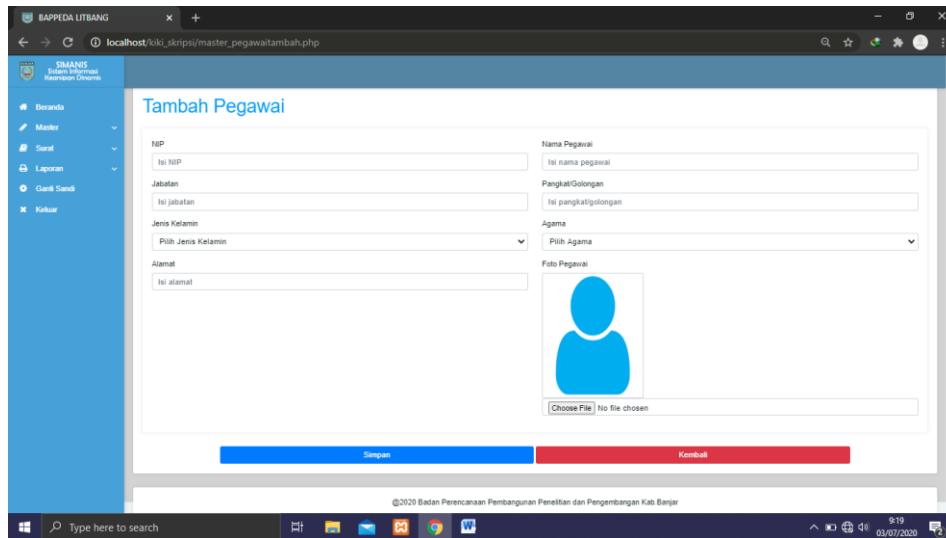 BAPPEDA LITBANG
localhost/kiki_skripsi/master_pegawaitambah.php
SIMANIS
Sistem Informasi
Kearsipan Dinamis
Beranda
Master
Surat
Laporan
Ganti Sandi
Keluar
Tambah Pegawai
NIP
Nama Pegawai
Isi NIP
Isi nama pegawai
Jabatan
Pangkat/Golongan
Isi jabatan
Isi pangkat/golongan
Jenis Kelamin
Agama
Pilih Jenis Kelamin
Pilih Agama
Alamat
Foto Pegawai
Isi alamat
Choose File No file chosen
Simpan
Kembali
@2020 Badan Perencanaan Pembangunan Penelitian dan Pengembangan Kab.Banjar
Type here to search
9:19
03/07/2020